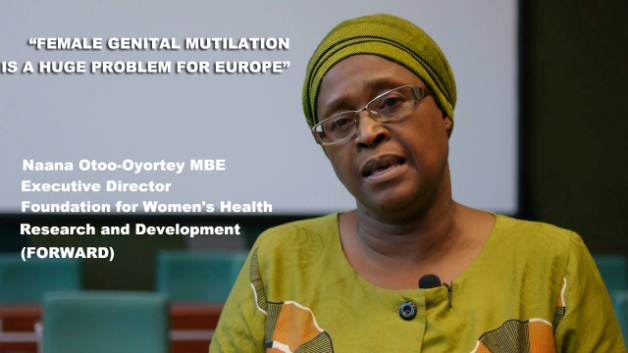 “FEMALE GENITAL MUTILATION
IS A HUGE PROBLEM FOR EUROPE”
Naana Otoo-Oyortey MBE
Executive Director
Foundation for Women's Health
Research and Development
(FORWARD)